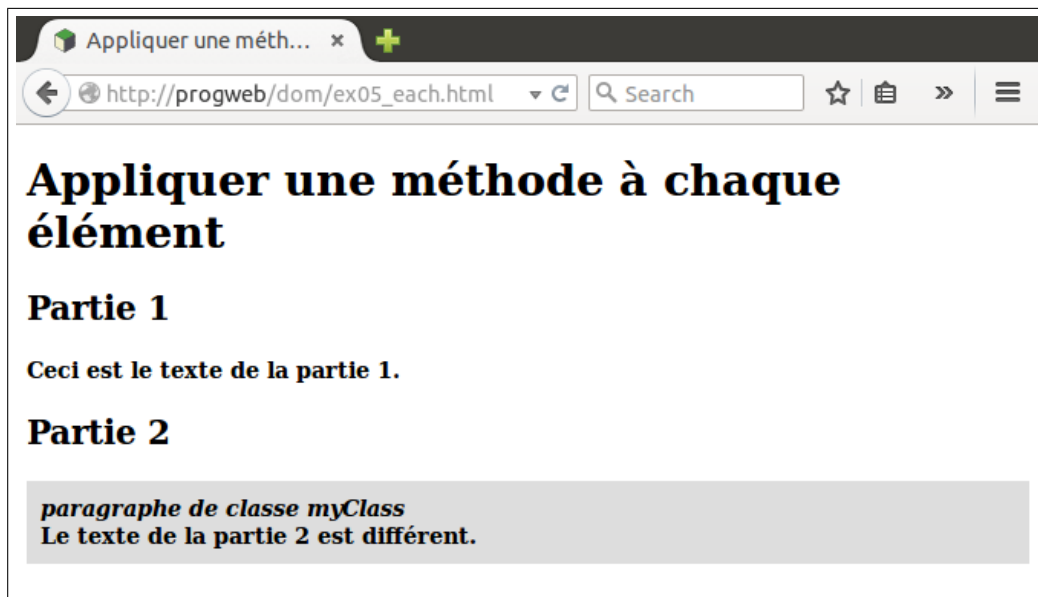 Appliquer une méth...
http://progweb/dom/ex05_each.html
Search
Appliquer une méthode à chaque
élément
Partie 1
Ceci est le texte de la partie 1.
Partie 2
paragraphe de classe myClass
Le texte de la partie 2 est différent.